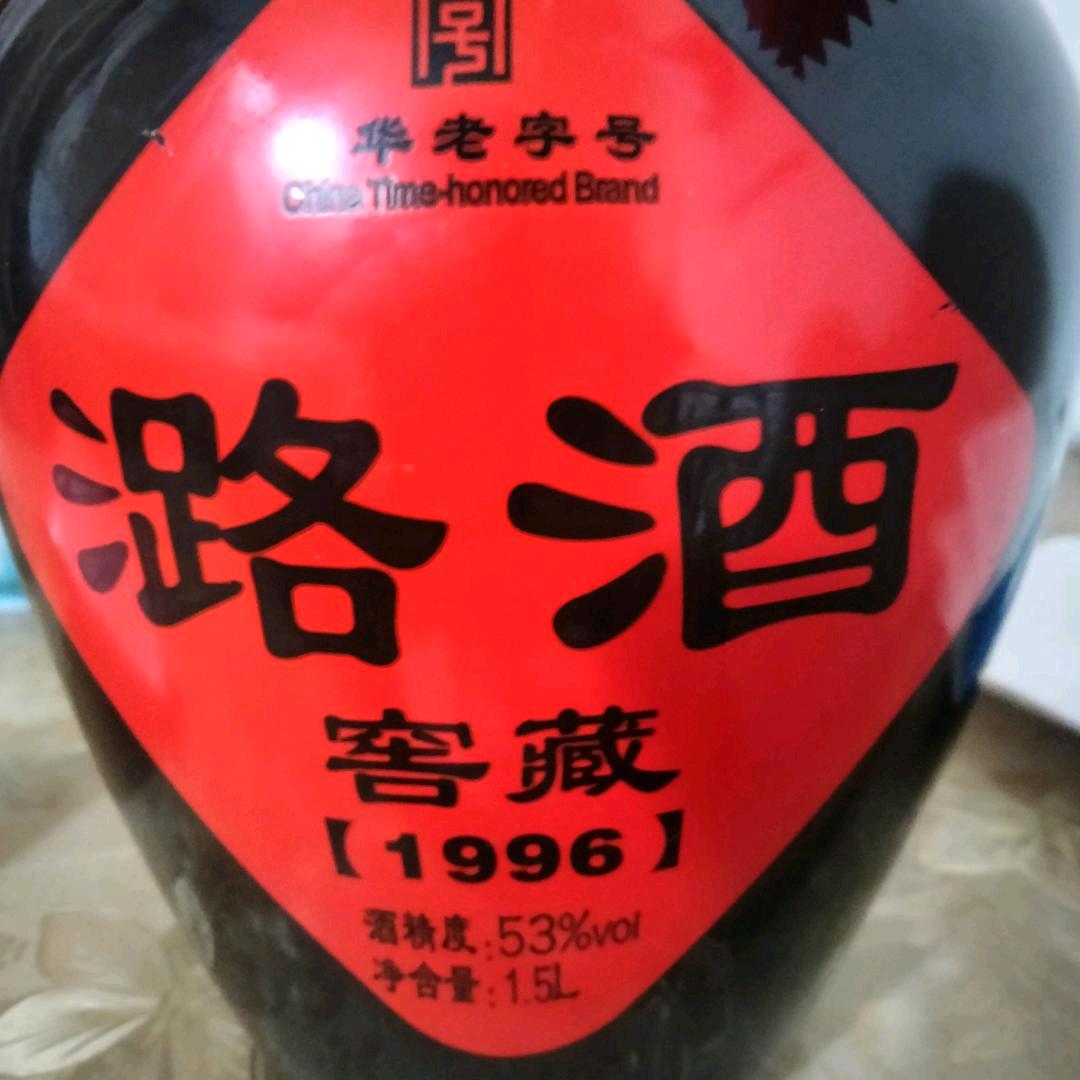 华老字号
China Time-honored Brand
潞酒
窖藏
【1996】
酒精度:53%vol
净含量:1.5L